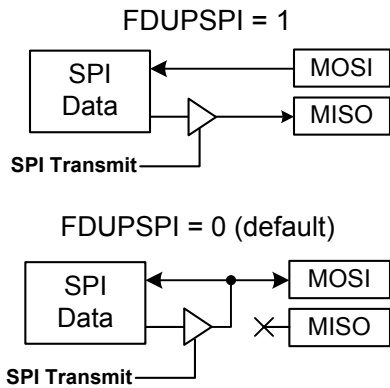 FDUPSPI = 1
SPI
Data
MOSI
MISO
SPI Transmit
FDUPSPI = 0 (default)
SPI
Data
MOSI
MISO
SPI Transmit